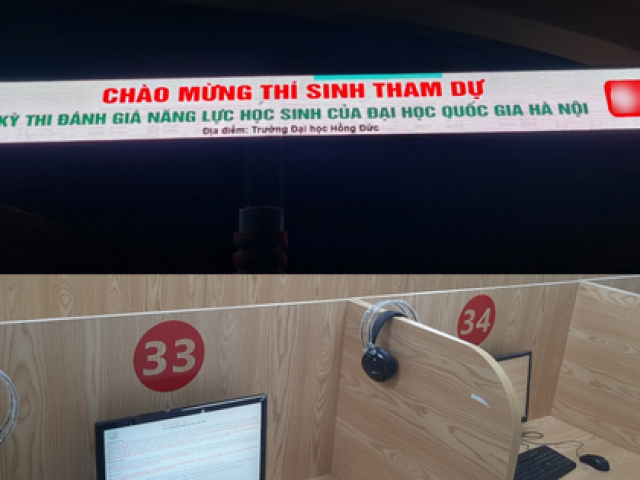 CHÀO MỪNG THÍ SINH THAM DỰ
KỲ THI ĐÁNH GIÁ NĂNG LỰC HỌC SINH CỦA ĐẠI HỌC QUỐC GIA HÀ NỘI
Địa điểm: Trường Đại học Hồng Đức
33
34